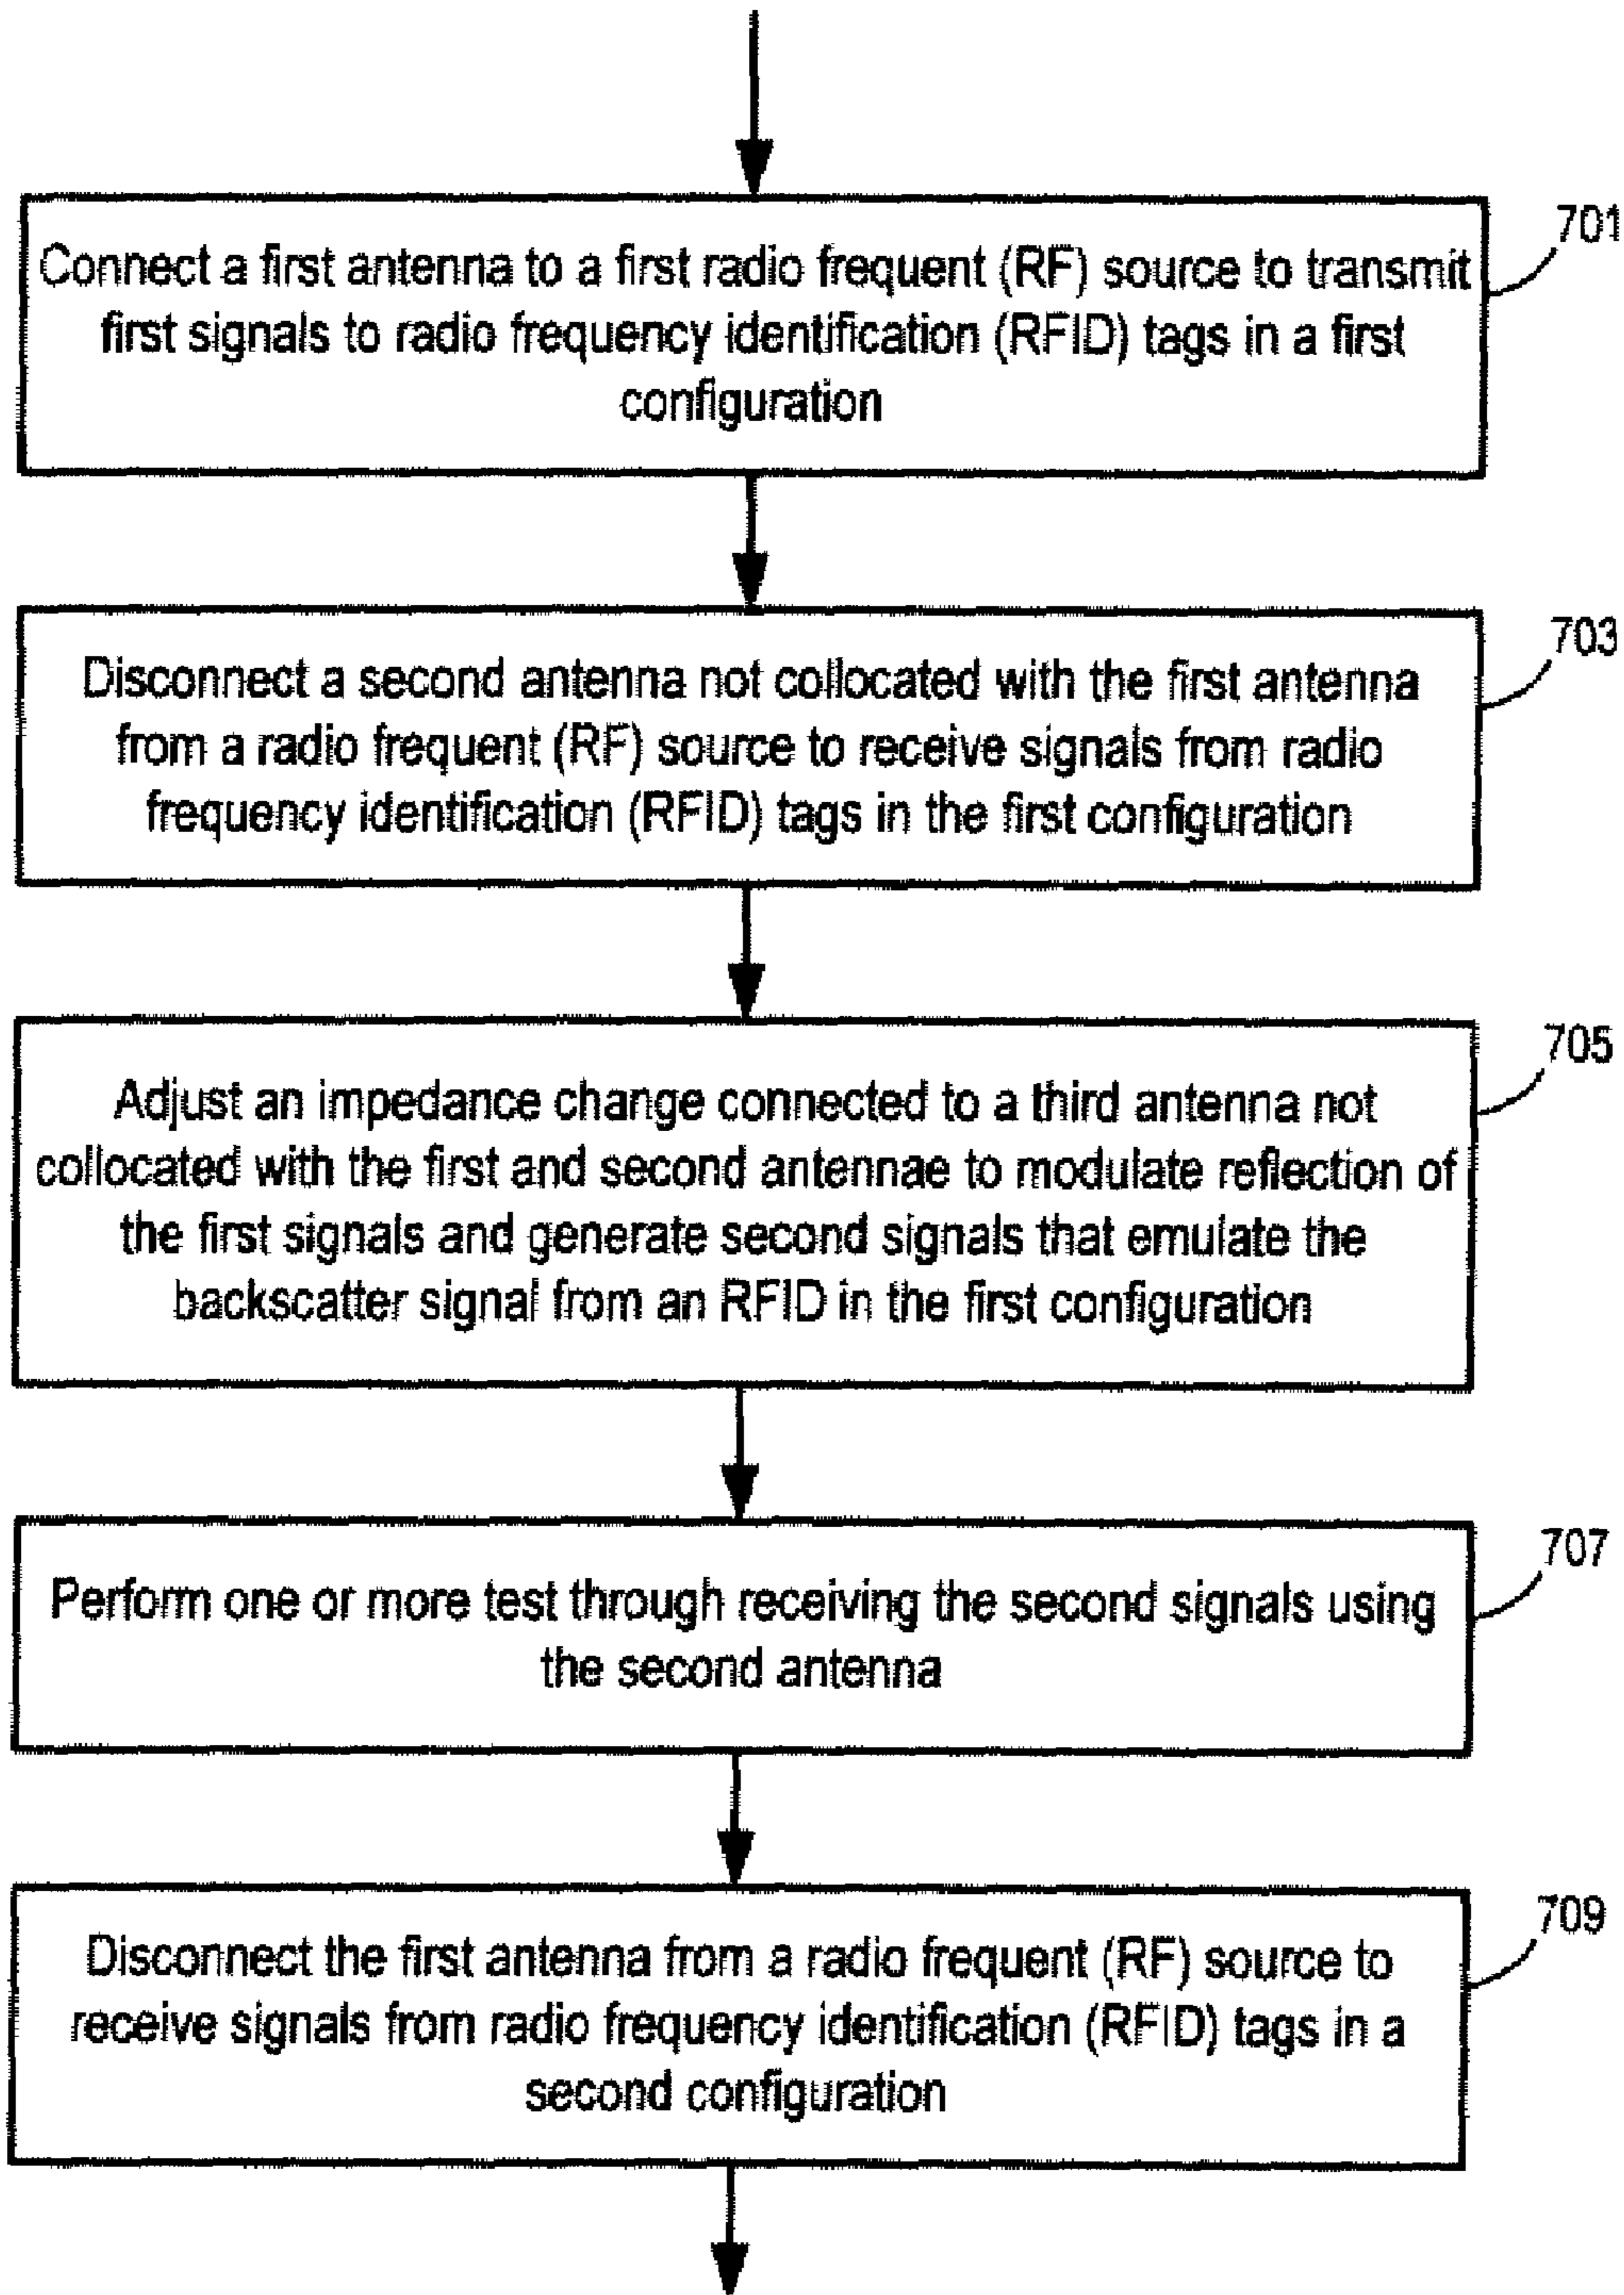 701
Connect a first antenna to a first radio frequent (RF) source to transmit
first signals to radio frequency identification (RFID) tags in a first
configuration
703
Disconnect a second antenna not collocated with the first antenna
from a radio frequent (RF) source to receive signals from radio
frequency identification (RFID) tags in the first configuration
705
Adjust an impedance change connected to a third antenna not
collocated with the first and second antennae to modulate reflection of
the first signals and generate second signals that emulate the
backscatter signal from an RFID in the first configuration
707
Perform one or more test through receiving the second signals using
the second antenna
709
Disconnect the first antenna from a radio frequent (RF) source to
receive signals from radio frequency identification (RFID) tags in a
second configuration